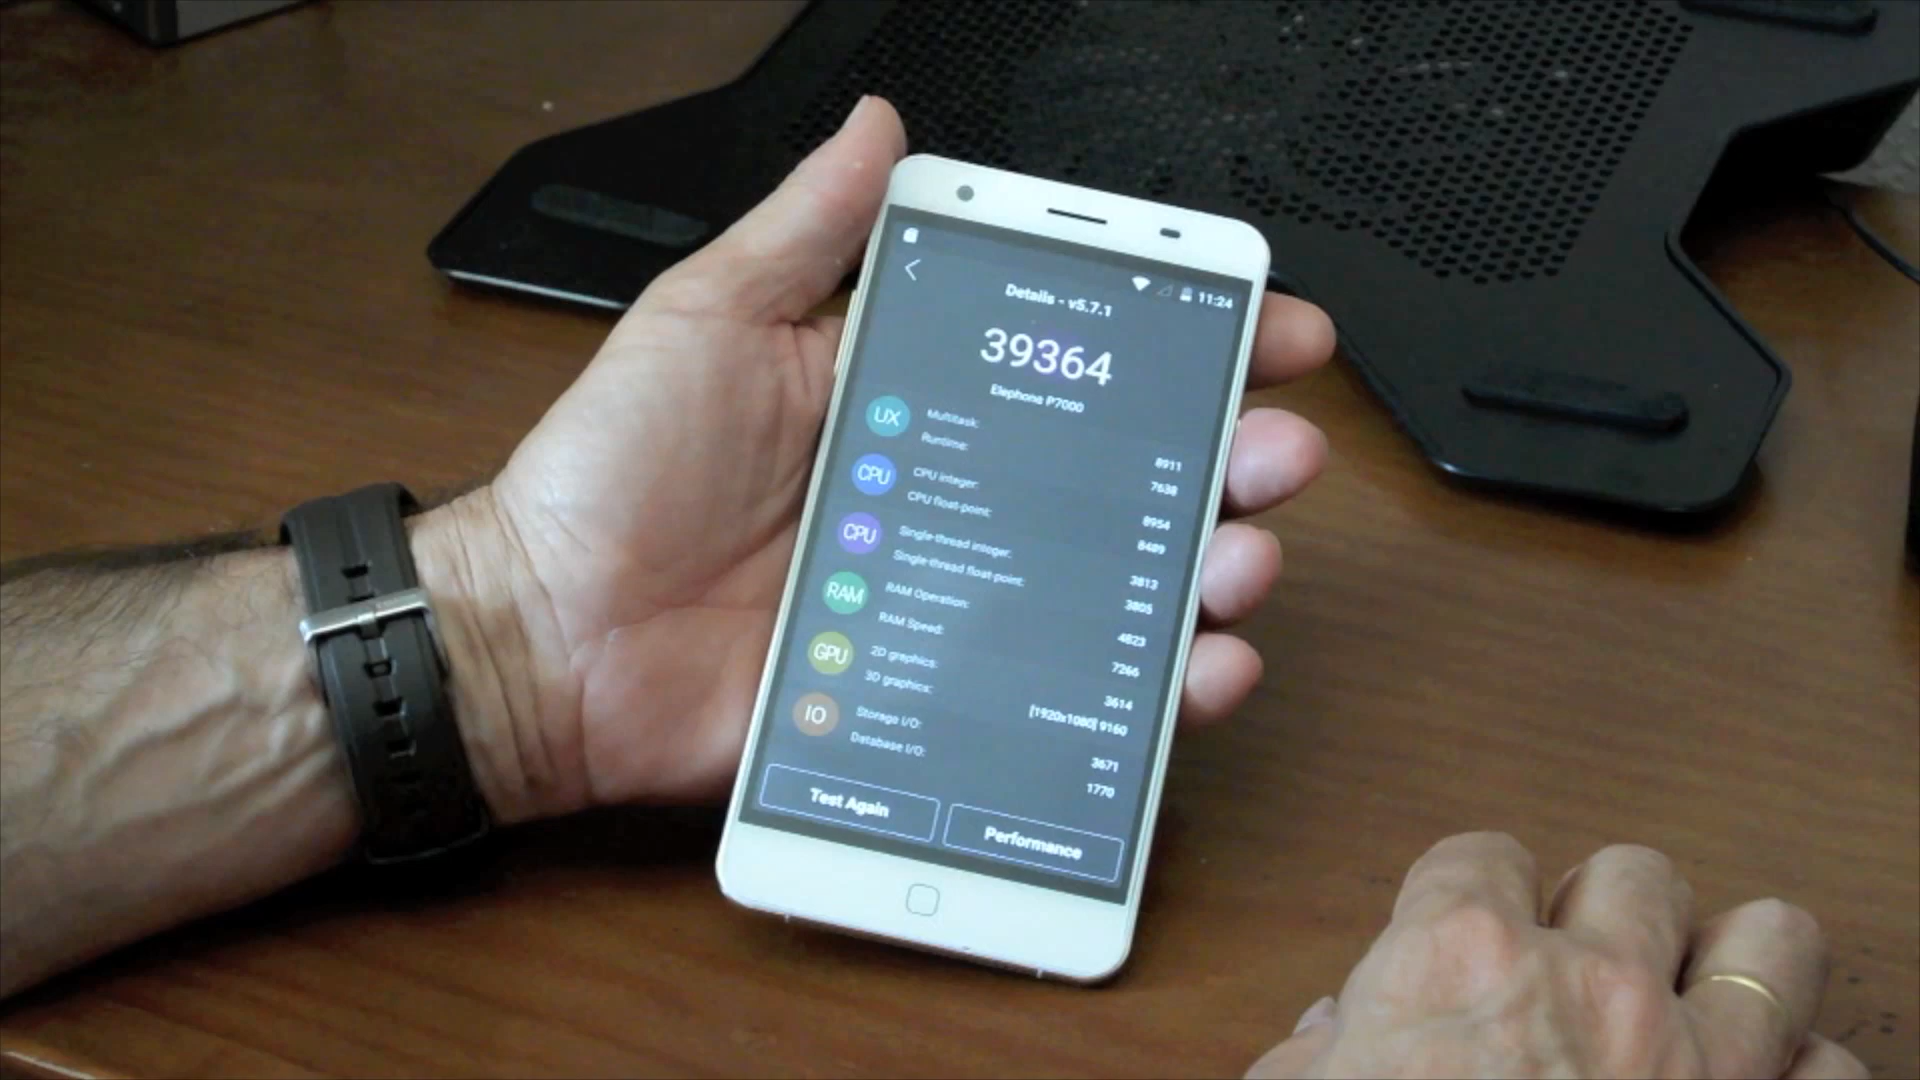 11:24
Details - v5.7.1
39364
Elephone P7000
UX
Multitask: 8911
Runtime: 7638
CPU
CPU integer: 8954
CPU float-point: 8489
CPU
Single-thread integer: 3813
Single-thread float-point: 3805
RAM
RAM Operation: 4823
RAM Speed: 7266
GPU
2D graphics: 3614
3D graphics: [1920x1080] 9160
IO
Storage I/O: 3671
Database I/O: 1770
Test Again
Performance